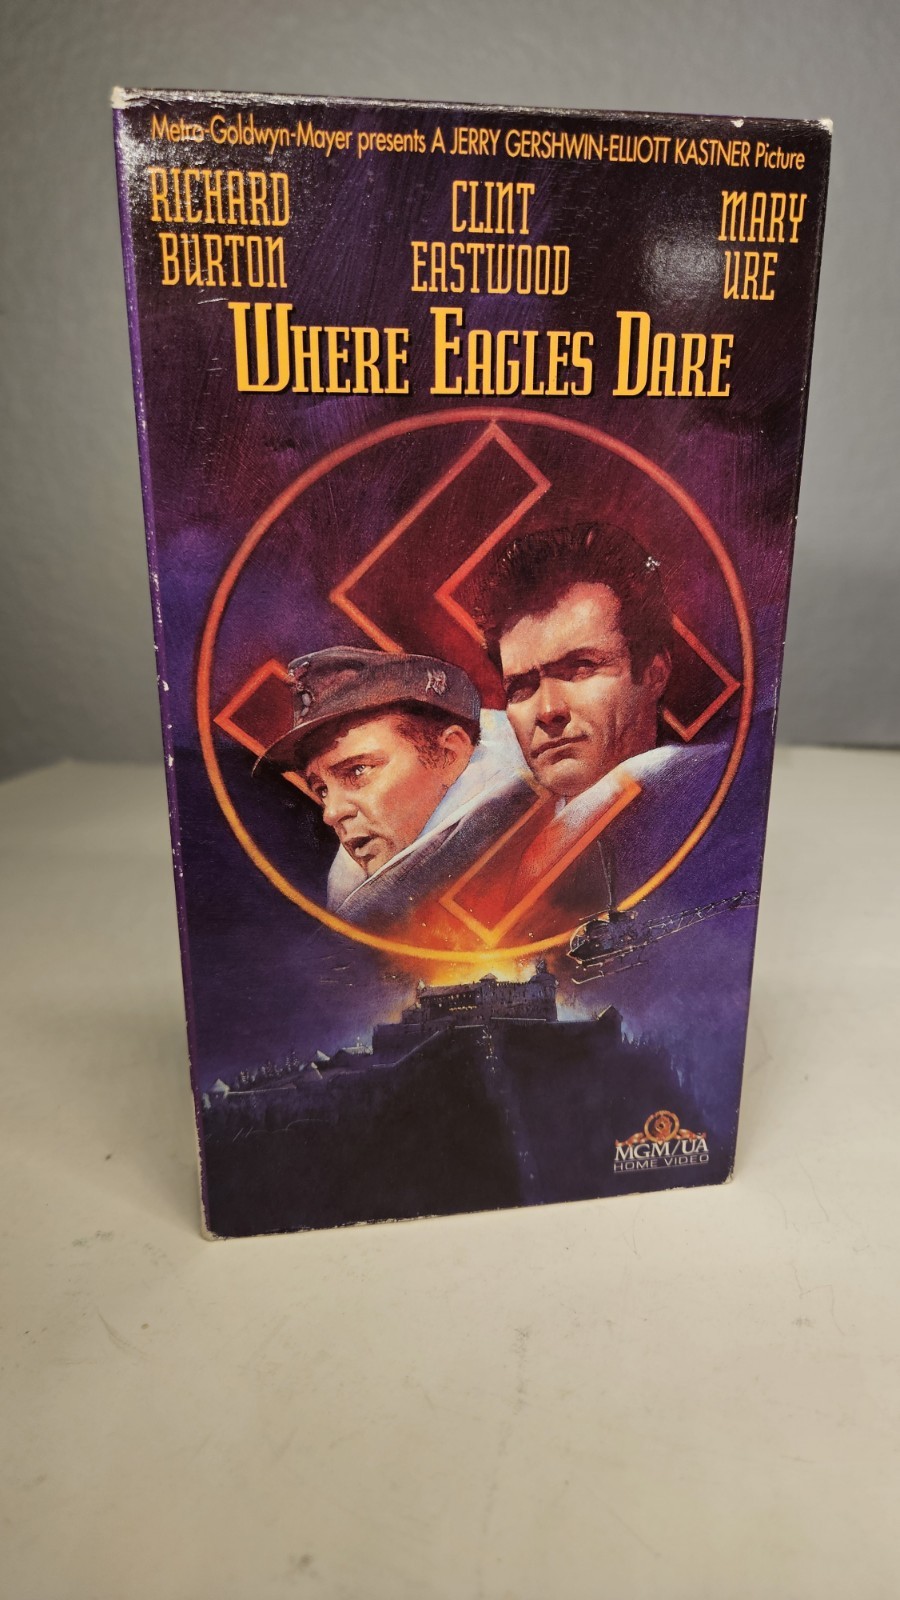 Metro-Goldwyn-Mayer presents A JERRY GERSHWIN-ELLIOTT KASTNER Picture
RICHARD BURTON
CLINT EASTWOOD
MARY URE
WHERE EAGLES DARE
MGM/UA
HOME VIDEO